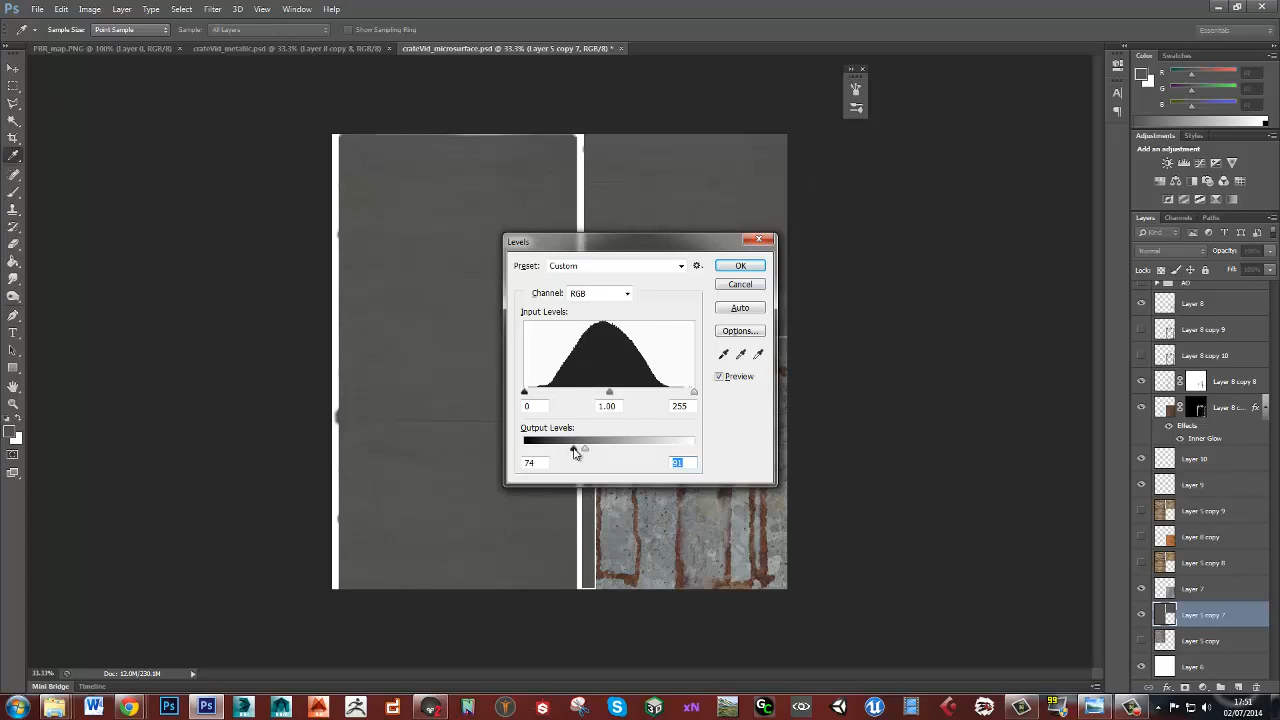 Ps File Edit Image Layer Type Select Filter 3D View Window Help
Sample Size: Point Sample Sample: All Layers Show Sampling Ring Essentials
PBR_map.PNG @ 100% (Layer 0, RGB/8) × crateVid_metallic.psd @ 33.3% (Layer 8 copy 8, RGB/8) × crateVid_microsurface.psd @ 33.3% (Layer 5 copy 7, RGB/8) * ×
Color Swatches
R
G
B
Adjustments Styles
Add an adjustment
Layers Channels Paths
Kind
Normal Opacity:
Lock: Fill:
AO
Layer 8
Layer 8 copy 9
Layer 8 copy 10
Layer 8 copy 8
Layer 8 c... fx
Effects
Inner Glow
Layer 10
Layer 9
Layer 5 copy 9
Layer 8 copy
Layer 5 copy 8
Layer 7
Layer 5 copy 7
Layer 5 copy
Layer 6
Levels
Preset: Custom OK
Cancel
Channel: RGB
Auto
Input Levels:
Options...
Preview
0 1.00 255
Output Levels:
74 91
33.33% Doc: 12.0M/230.1M
Mini Bridge Timeline
17:51
02/07/2014